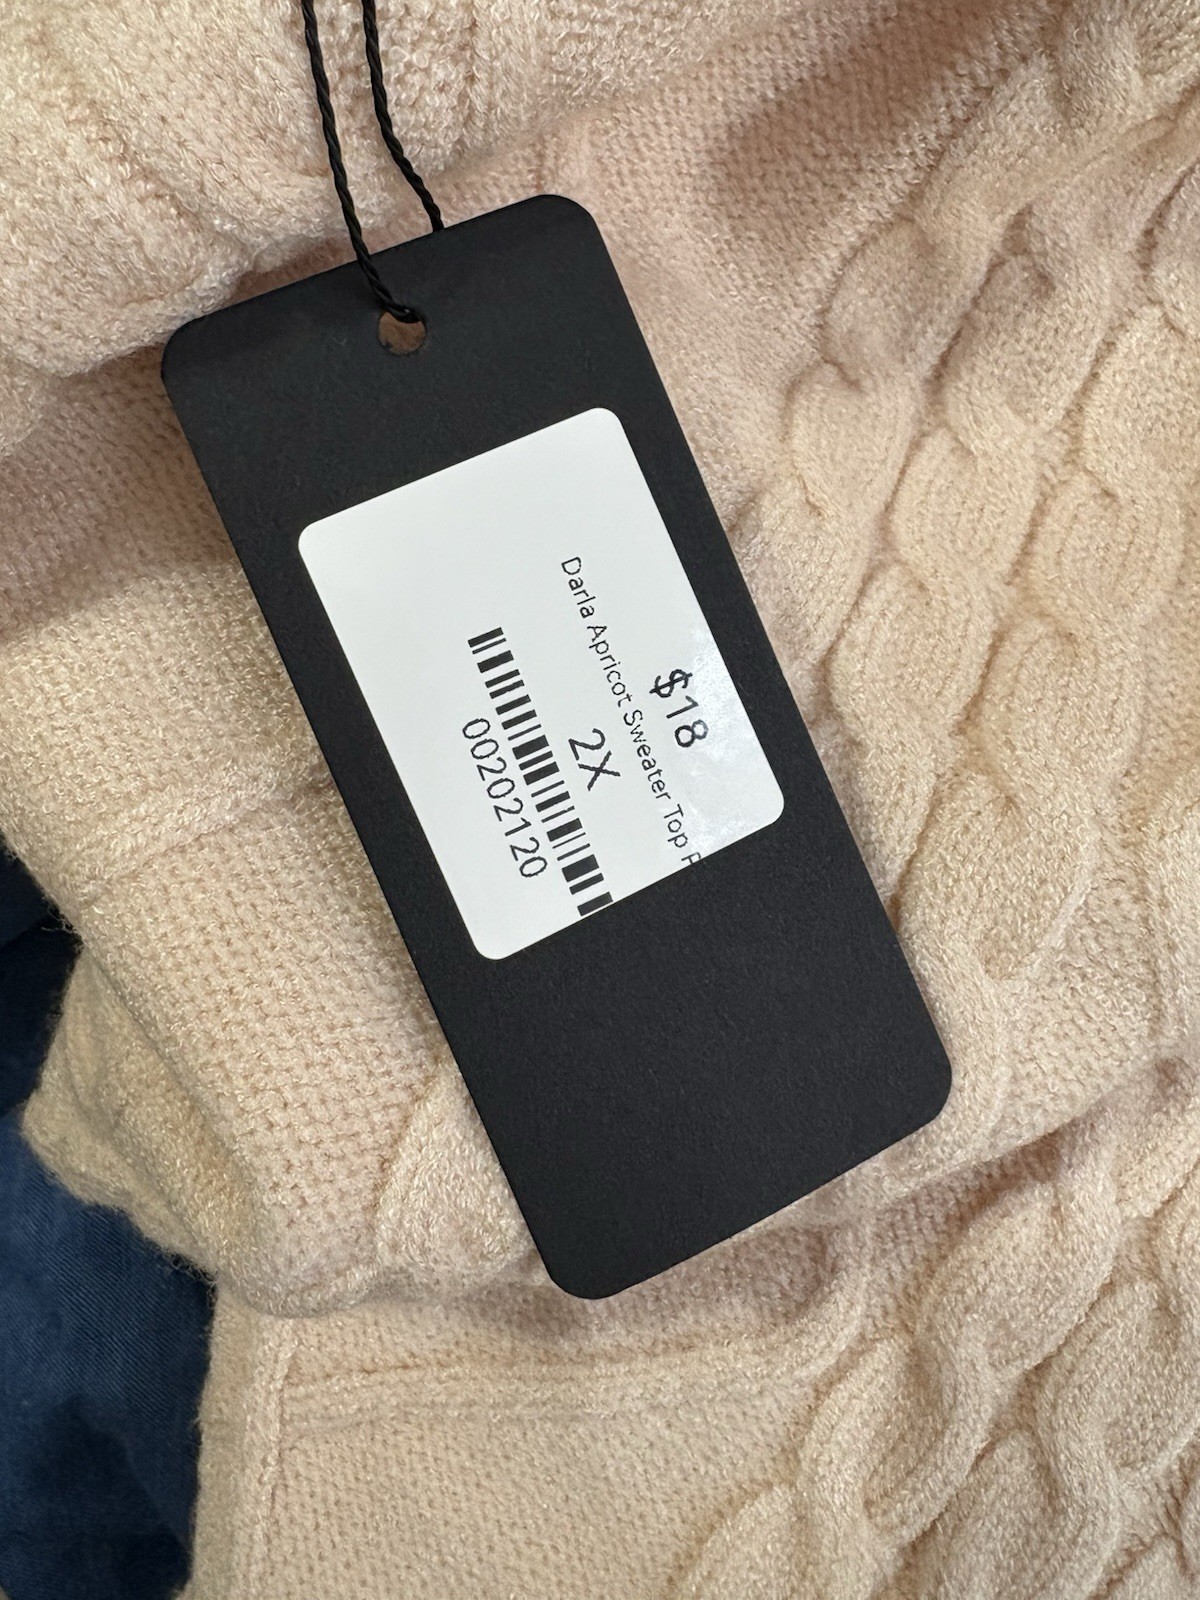 $18
Darla Apricot Sweater Top
2X
00202120